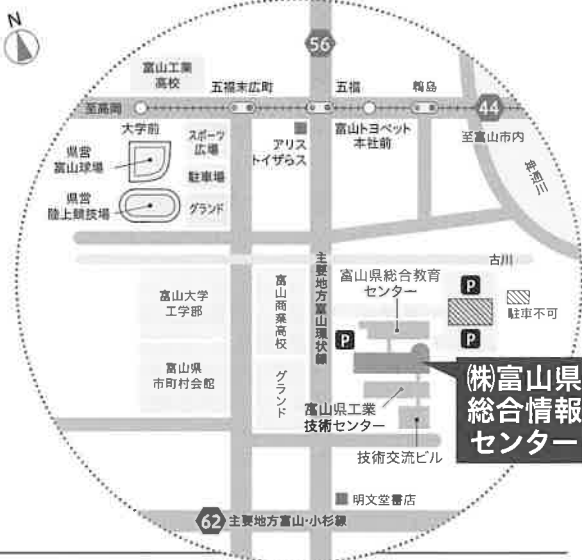 N
56
富山工業
高校
五福末広町
五福
鵯島
至高岡
44
大学前
スポーツ
広場
アリス
トイザらス
富山トヨペット
本社前
至富山市内
県営
富山球場
駐車場
県営
陸上競技場
グランド
主要地方富山環状線
古川
富山大学
工学部
富山商業高校
富山県総合教育
センター
P
駐車不可
P
P
富山県
市町村会館
グランド
㈱富山県
総合情報
センター
富山県工業
技術センター
技術交流ビル
明文堂書店
62
主要地方富山・小杉線